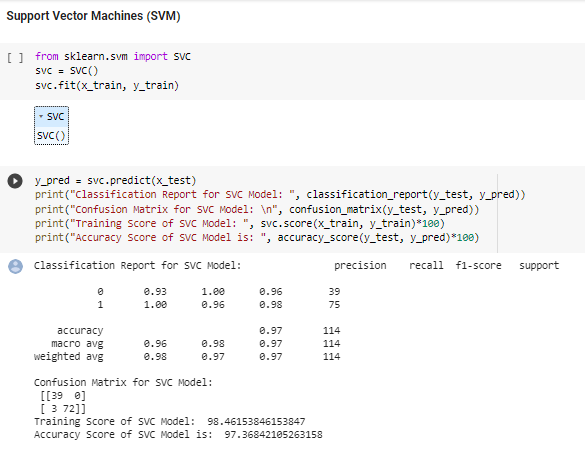 Support Vector Machines (SVM)
[ ] from sklearn.svm import SVC
svc = SVC()
svc.fit(x_train, y_train)
▾ SVC
SVC()
y_pred = svc.predict(x_test)
print("Classification Report for SVC Model: ", classification_report(y_test, y_pred))
print("Confusion Matrix for SVC Model: \n", confusion_matrix(y_test, y_pred))
print("Training Score of SVC Model: ", svc.score(x_train, y_train)*100)
print("Accuracy Score of SVC Model is: ", accuracy_score(y_test, y_pred)*100)
Classification Report for SVC Model:               precision    recall  f1-score   support
0       0.93      1.00      0.96        39
1       1.00      0.96      0.98        75
accuracy                           0.97       114
macro avg       0.96      0.98      0.97       114
weighted avg       0.98      0.97      0.97       114
Confusion Matrix for SVC Model:
[[39  0]
[ 3 72]]
Training Score of SVC Model:  98.46153846153847
Accuracy Score of SVC Model is:  97.36842105263158